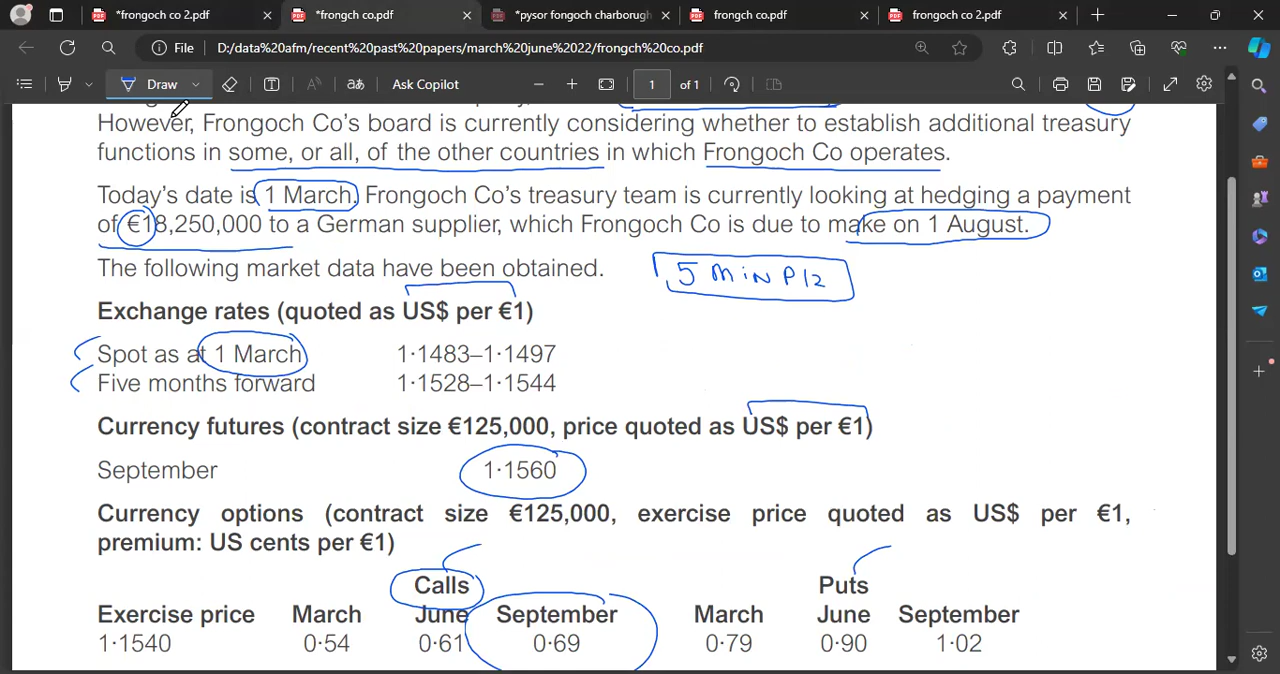 *frongoch co 2.pdf
*frongch co.pdf
*pysor fongoch charborugh
frongch co.pdf
frongoch co 2.pdf
File
D:/data%20afm/recent%20past%20papers/march%20june%202022/frongch%20co.pdf
Draw
Ask Copilot
1
of 1
However, Frongoch Co's board is currently considering whether to establish additional treasury
functions in some, or all, of the other countries in which Frongoch Co operates.
Today's date is 1 March. Frongoch Co's treasury team is currently looking at hedging a payment
of €18,250,000 to a German supplier, which Frongoch Co is due to make on 1 August.
The following market data have been obtained.
5 min Plz
Exchange rates (quoted as US$ per €1)
Spot as at 1 March 1·1483–1·1497
Five months forward 1·1528–1·1544
Currency futures (contract size €125,000, price quoted as US$ per €1)
September 1·1560
Currency options (contract size €125,000, exercise price quoted as US$ per €1,
premium: US cents per €1)
Calls Puts
Exercise price March June September March June September
1·1540 0·54 0·61 0·69 0·79 0·90 1·02